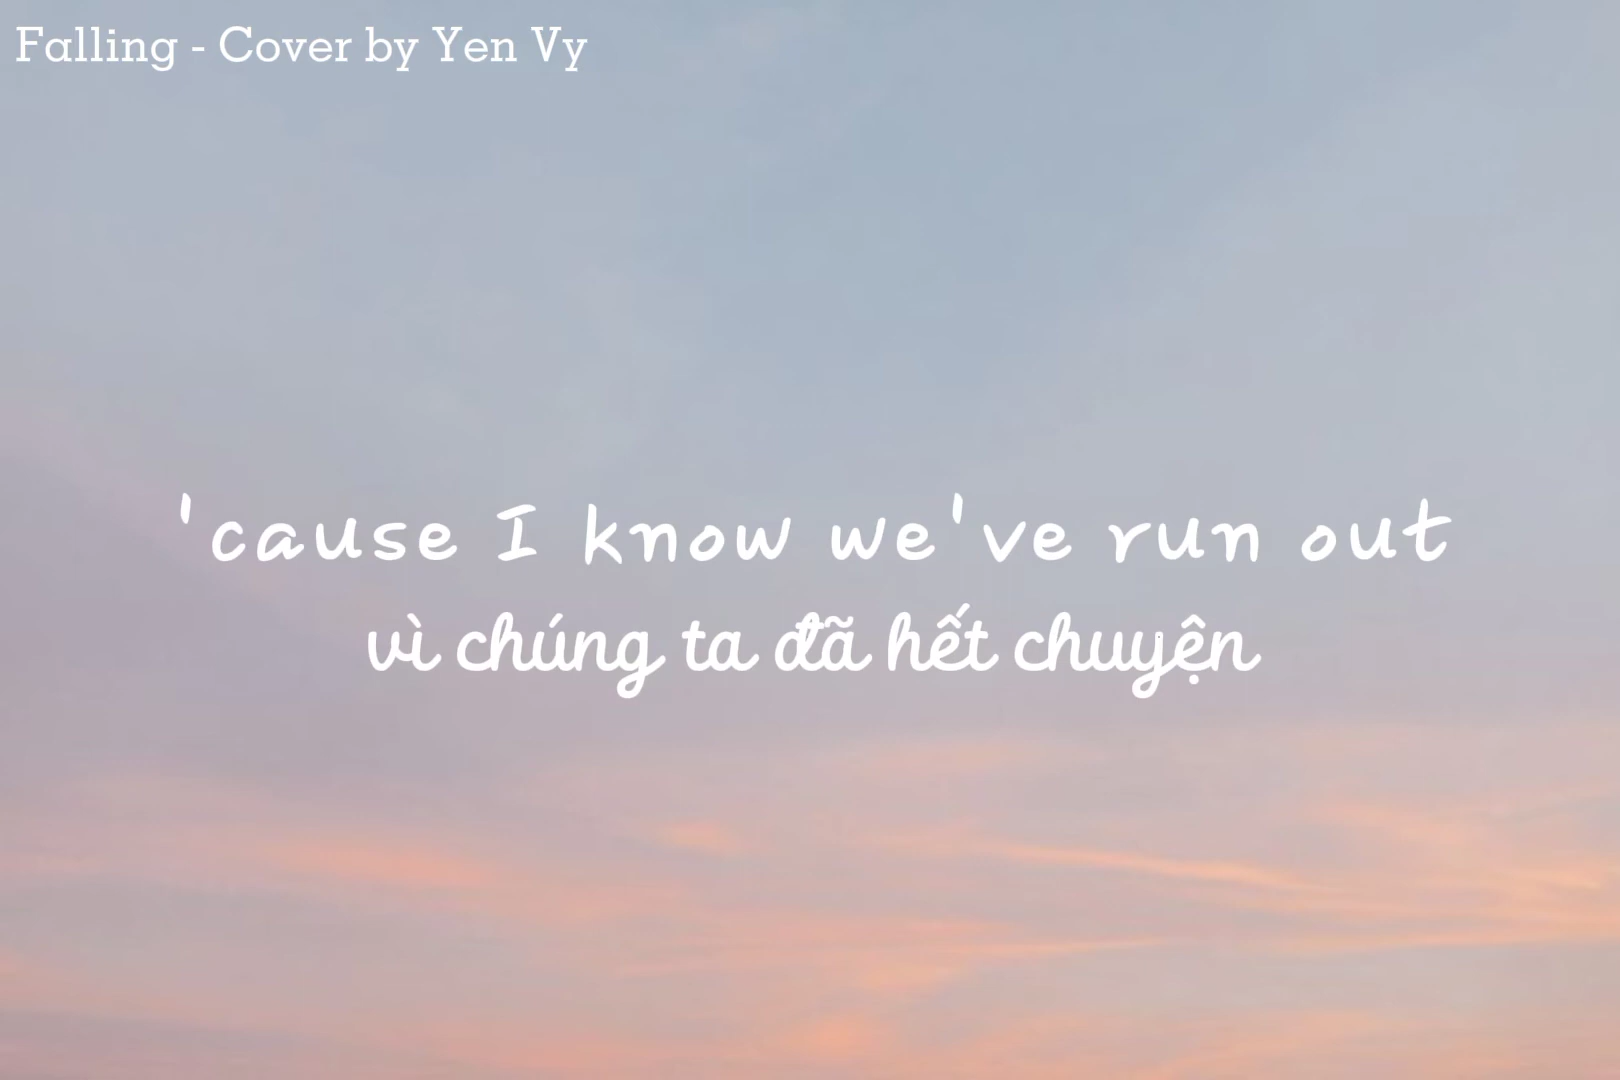 Falling - Cover by Yen Vy
'cause I know we've run out
vì chúng ta đã hết chuyện